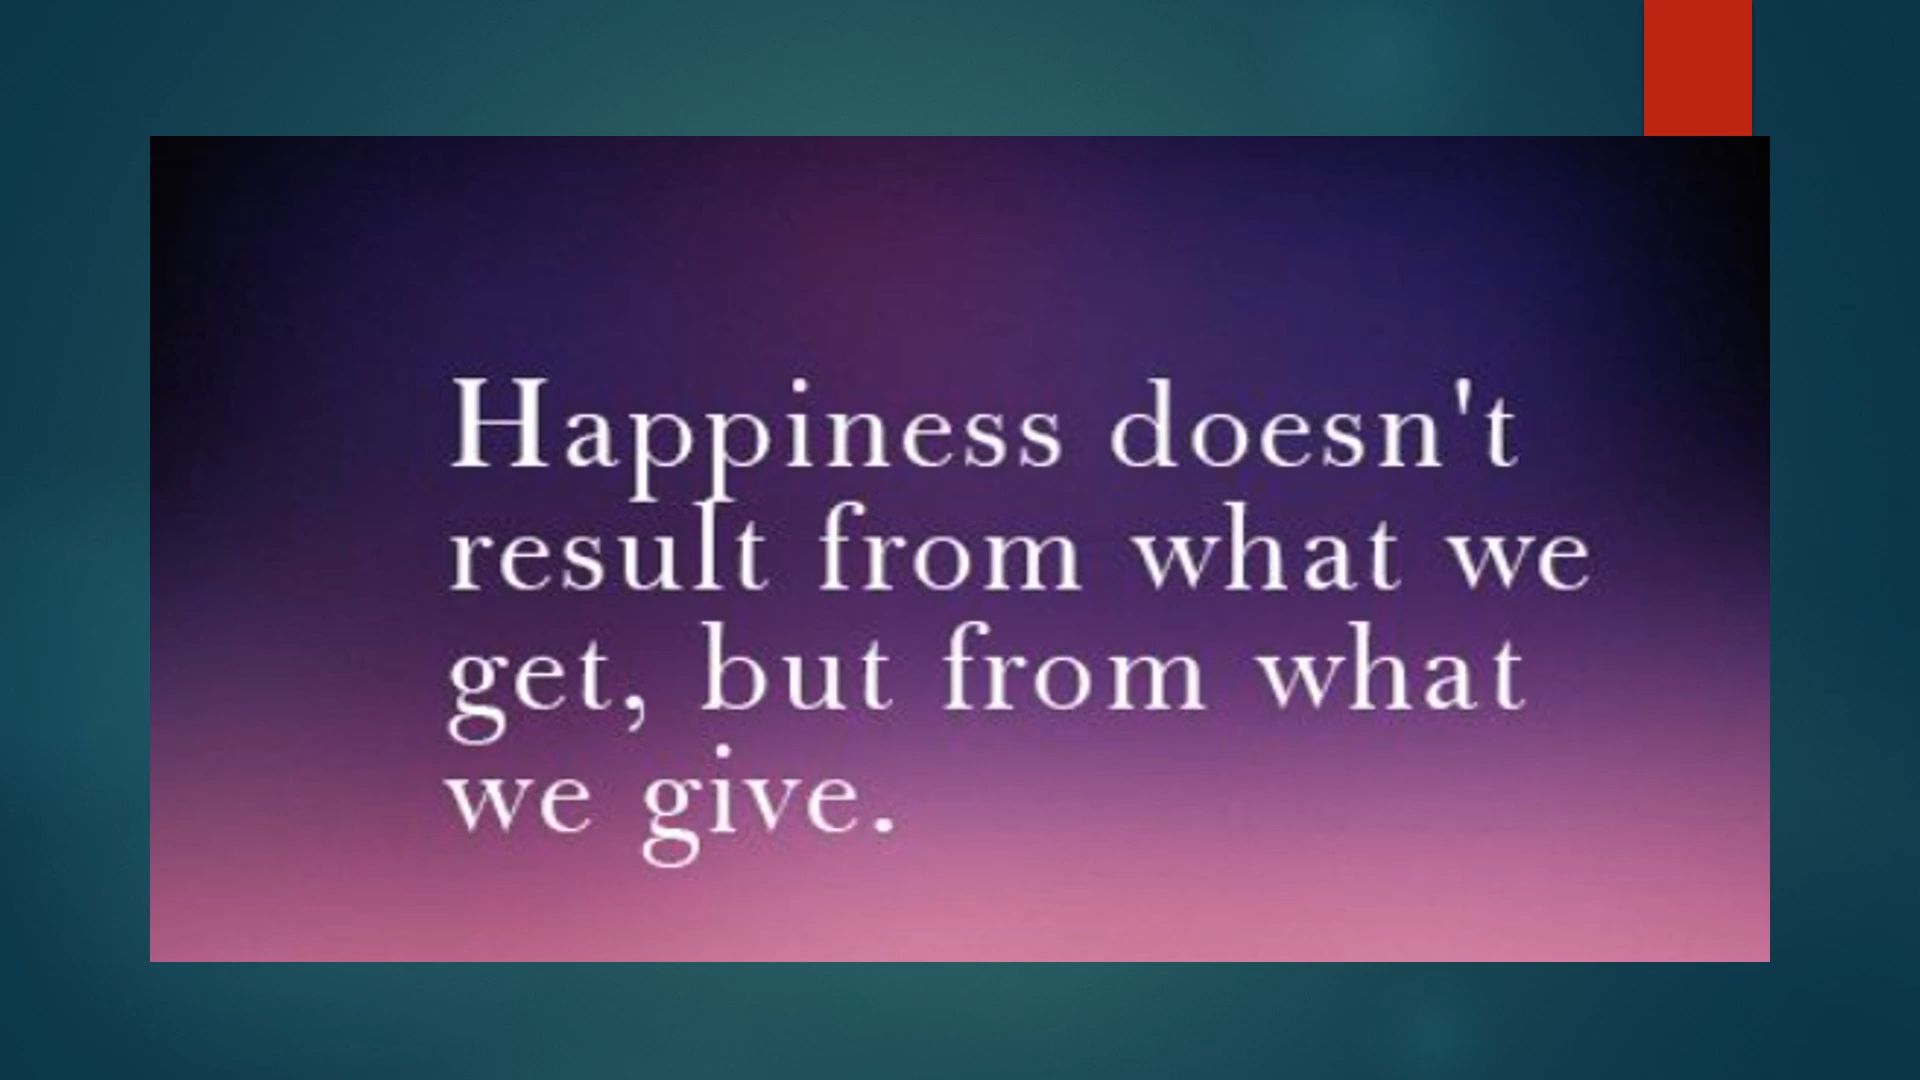 Happiness doesn't
result from what we
get, but from what
we give.